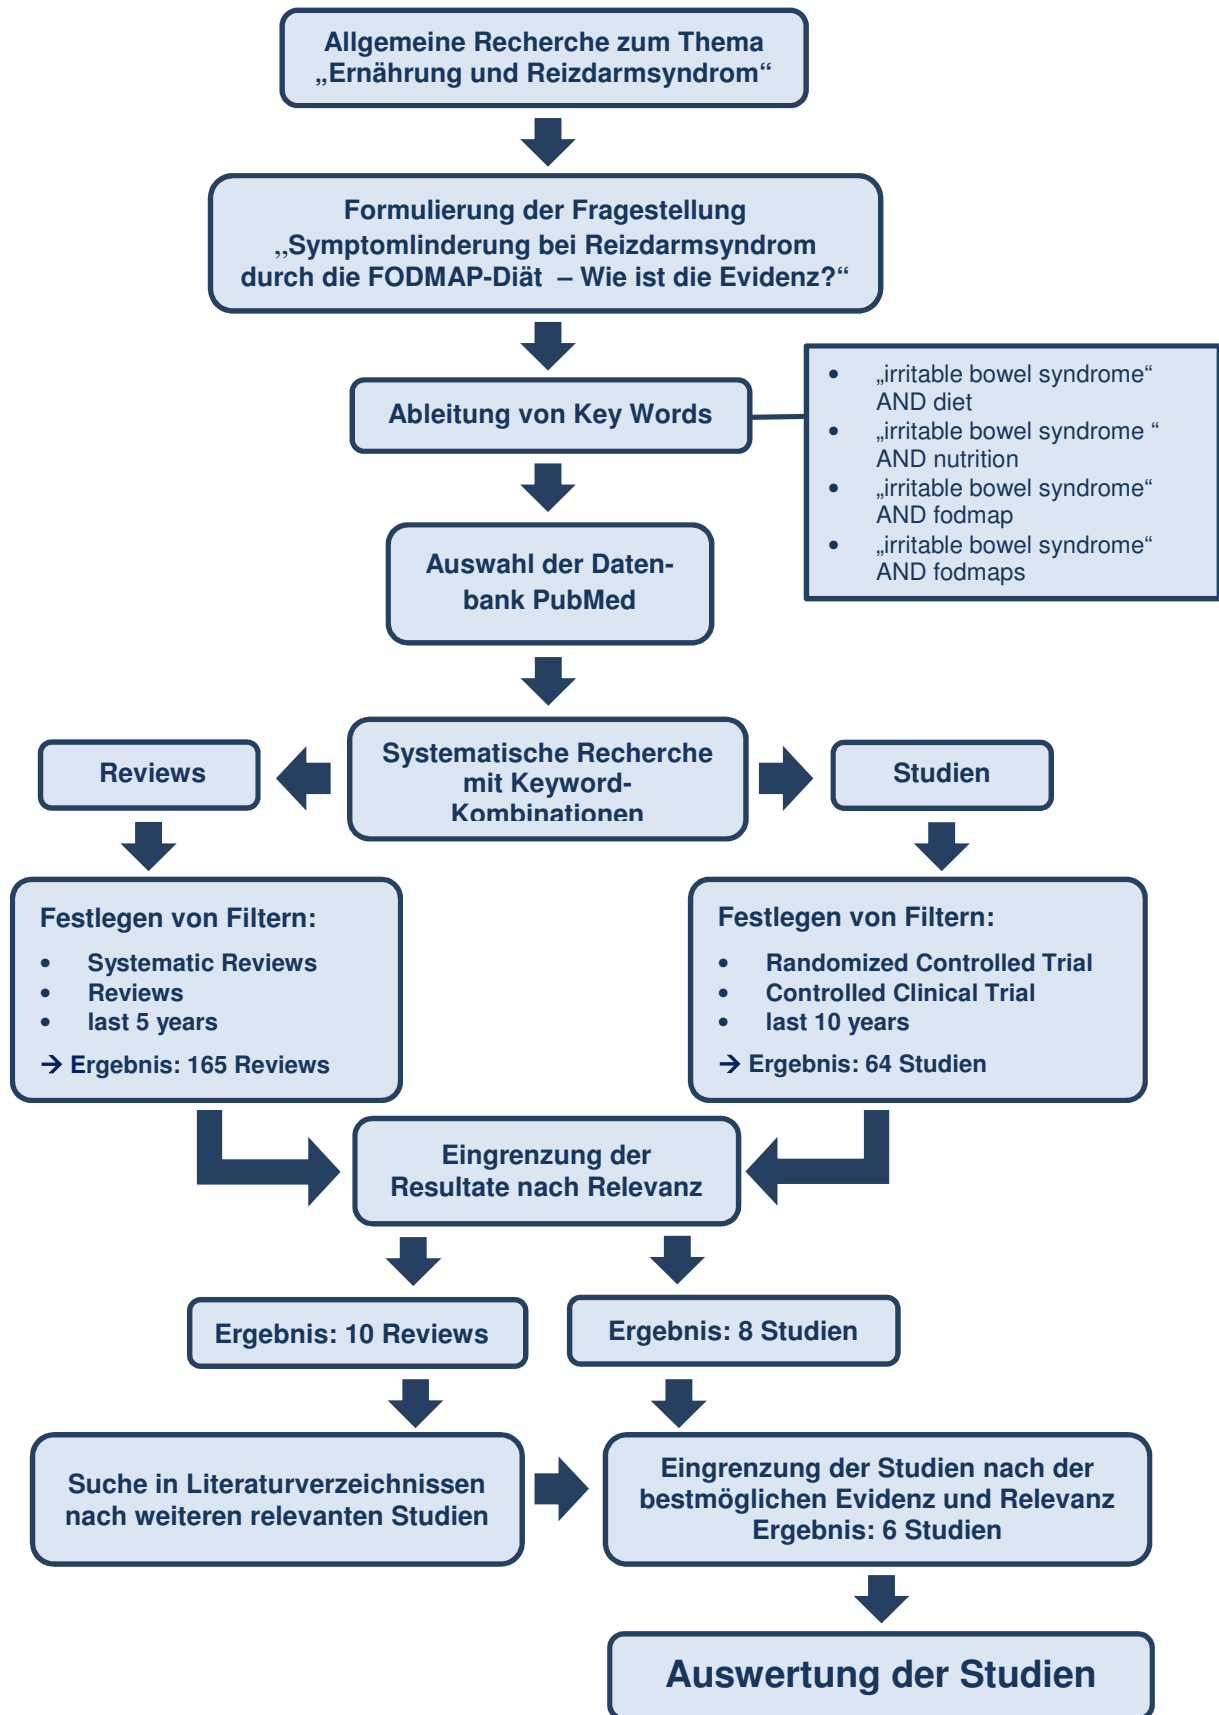 Allgemeine Recherche zum Thema
„Ernährung und Reizdarmsyndrom“
Formulierung der Fragestellung
„Symptomlinderung bei Reizdarmsyndrom
durch die FODMAP-Diät – Wie ist die Evidenz?“
Ableitung von Key Words
• „irritable bowel syndrome“
AND diet
• „irritable bowel syndrome “
AND nutrition
• „irritable bowel syndrome“
AND fodmap
• „irritable bowel syndrome“
AND fodmaps
Auswahl der Daten-
bank PubMed
Systematische Recherche
mit Keyword-
Kombinationen
Reviews
Studien
Festlegen von Filtern:
• Systematic Reviews
• Reviews
• last 5 years
→ Ergebnis: 165 Reviews
Festlegen von Filtern:
• Randomized Controlled Trial
• Controlled Clinical Trial
• last 10 years
→ Ergebnis: 64 Studien
Eingrenzung der
Resultate nach Relevanz
Ergebnis: 10 Reviews
Ergebnis: 8 Studien
Suche in Literaturverzeichnissen
nach weiteren relevanten Studien
Eingrenzung der Studien nach der
bestmöglichen Evidenz und Relevanz
Ergebnis: 6 Studien
Auswertung der Studien